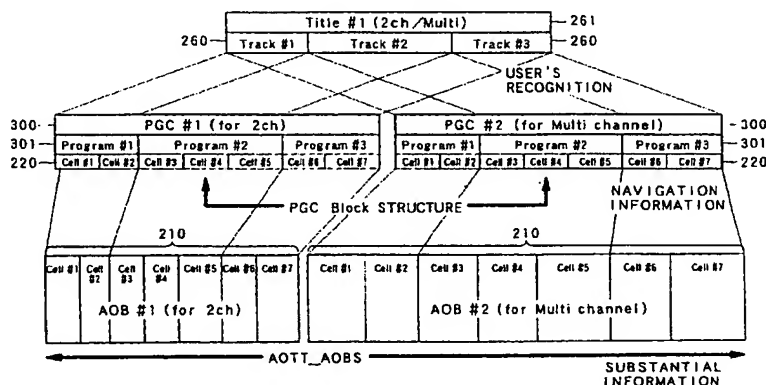 Title #1 (2ch/Multi) 261
260 Track #1 Track #2 Track #3 260
USER'S
RECOGNITION
300 PGC #1 (for 2ch) PGC #2 (for Multi channel) 300
301 Program #1 Program #2 Program #3 Program #1 Program #2 Program #3 301
220 Cell #1 Cell #2 Cell #3 Cell #4 Cell #5 Cell #6 Cell #7 Cell #1 Cell #2 Cell #3 Cell #4 Cell #5 Cell #6 Cell #7 220
PGC Block STRUCTURE
NAVIGATION
INFORMATION
210 210
Cell #1 Cell #2 Cell #3 Cell #4 Cell #5 Cell #6 Cell #7 Cell #1 Cell #2 Cell #3 Cell #4 Cell #5 Cell #6 Cell #7
AOB #1 (for 2ch) AOB #2 (for Multi channel)
AOTT_AOBS
SUBSTANTIAL
INFORMATION